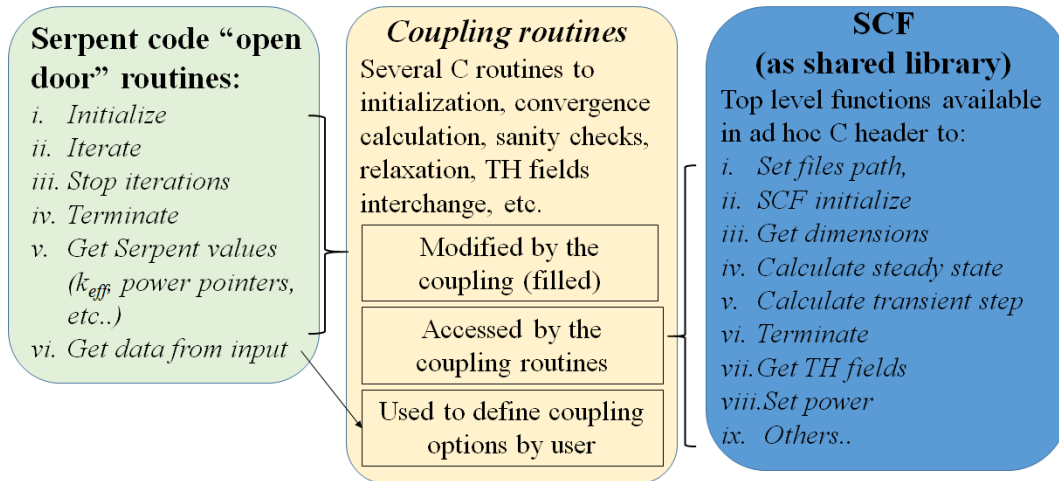 Serpent code “open
door” routines:
i. Initialize
ii. Iterate
iii. Stop iterations
iv. Terminate
v. Get Serpent values
(keff, power pointers,
etc..)
vi. Get data from input
Coupling routines
Several C routines to
initialization, convergence
calculation, sanity checks,
relaxation, TH fields
interchange, etc.
Modified by the
coupling (filled)
Accessed by the
coupling routines
Used to define coupling
options by user
SCF
(as shared library)
Top level functions available
in ad hoc C header to:
i. Set files path,
ii. SCF initialize
iii. Get dimensions
iv. Calculate steady state
v. Calculate transient step
vi. Terminate
vii. Get TH fields
viii. Set power
ix. Others..